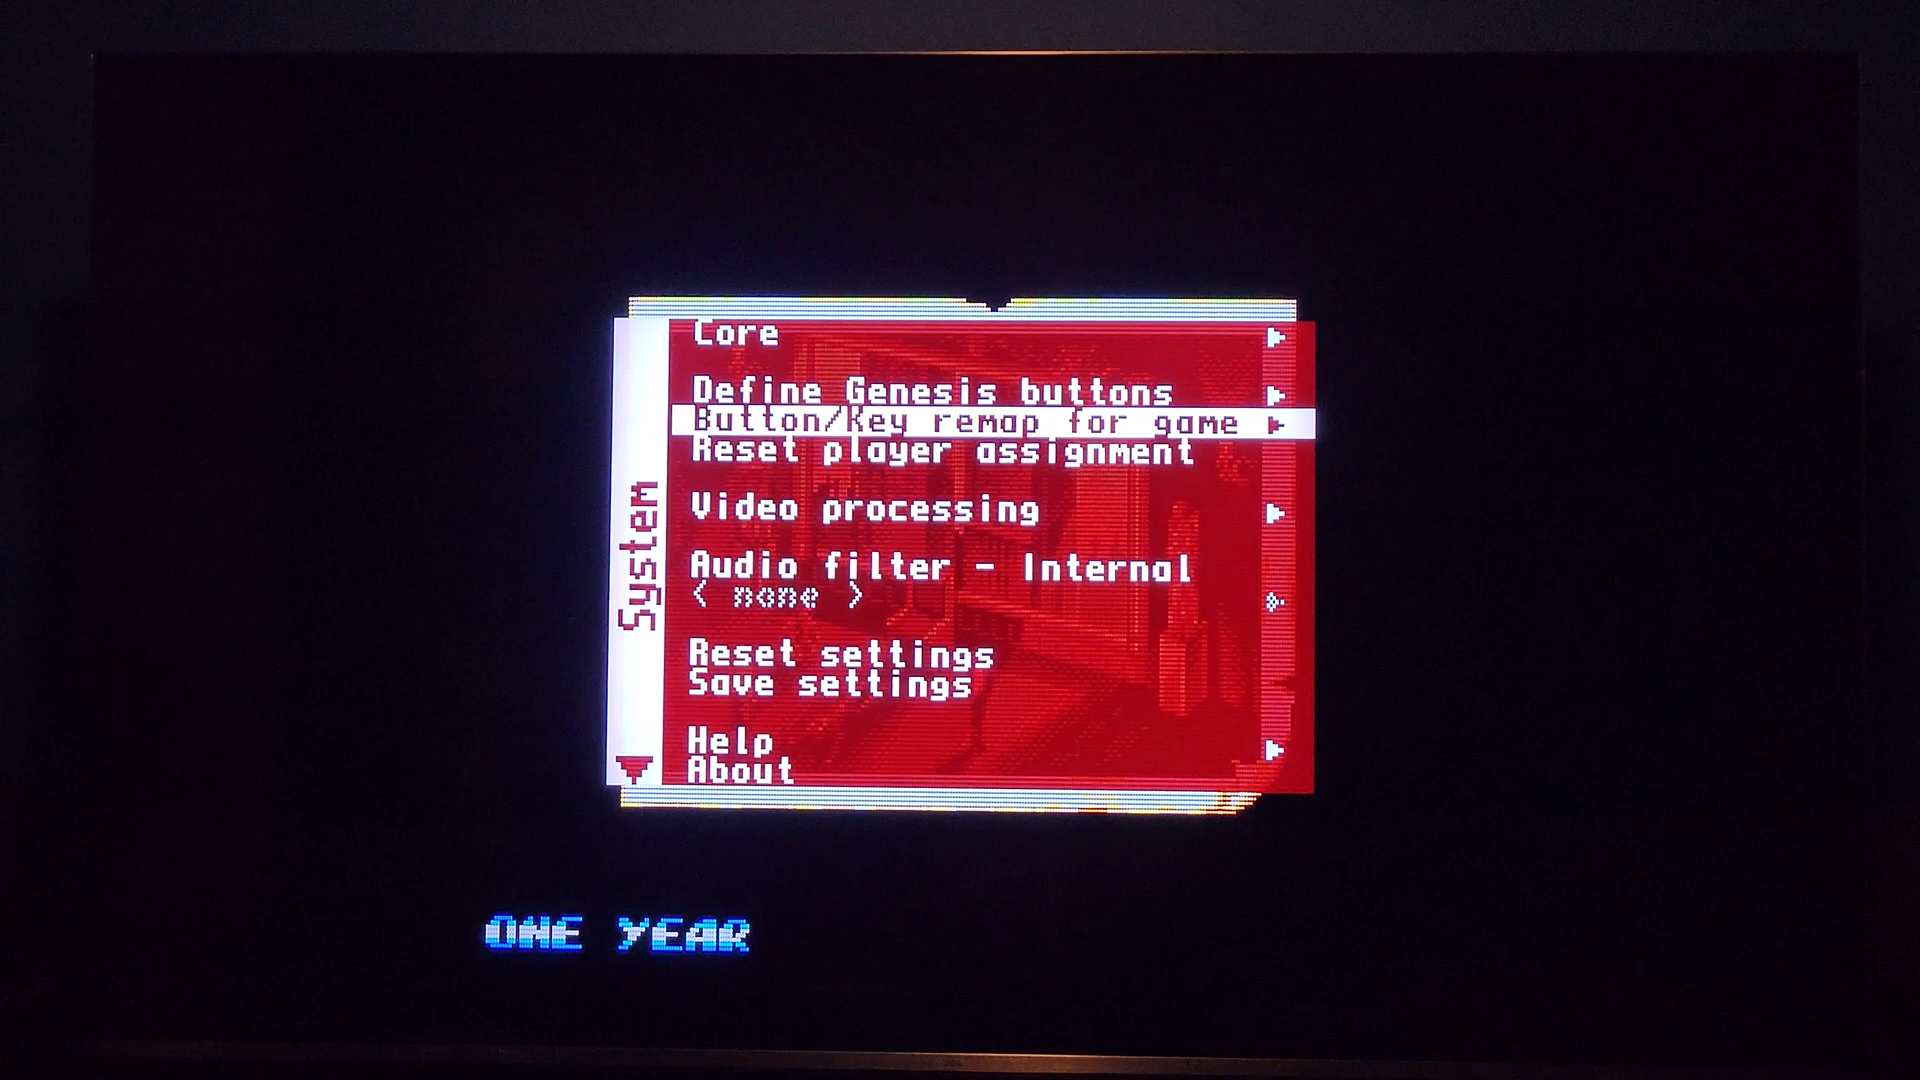 Core
Define Genesis buttons
Button/Key remap for game
Reset player assignment
Video processing
Audio filter - Internal
< none >
Reset settings
Save settings
Help
About
System
ONE YEAR